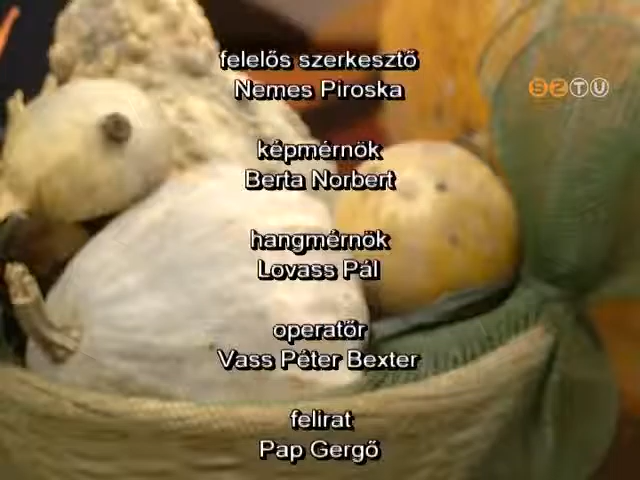 felelős szerkesztő
Nemes Piroska
SZTV
képmérnök
Berta Norbert
hangmérnök
Lovass Pál
operatőr
Vass Péter Bexter
felirat
Pap Gergő